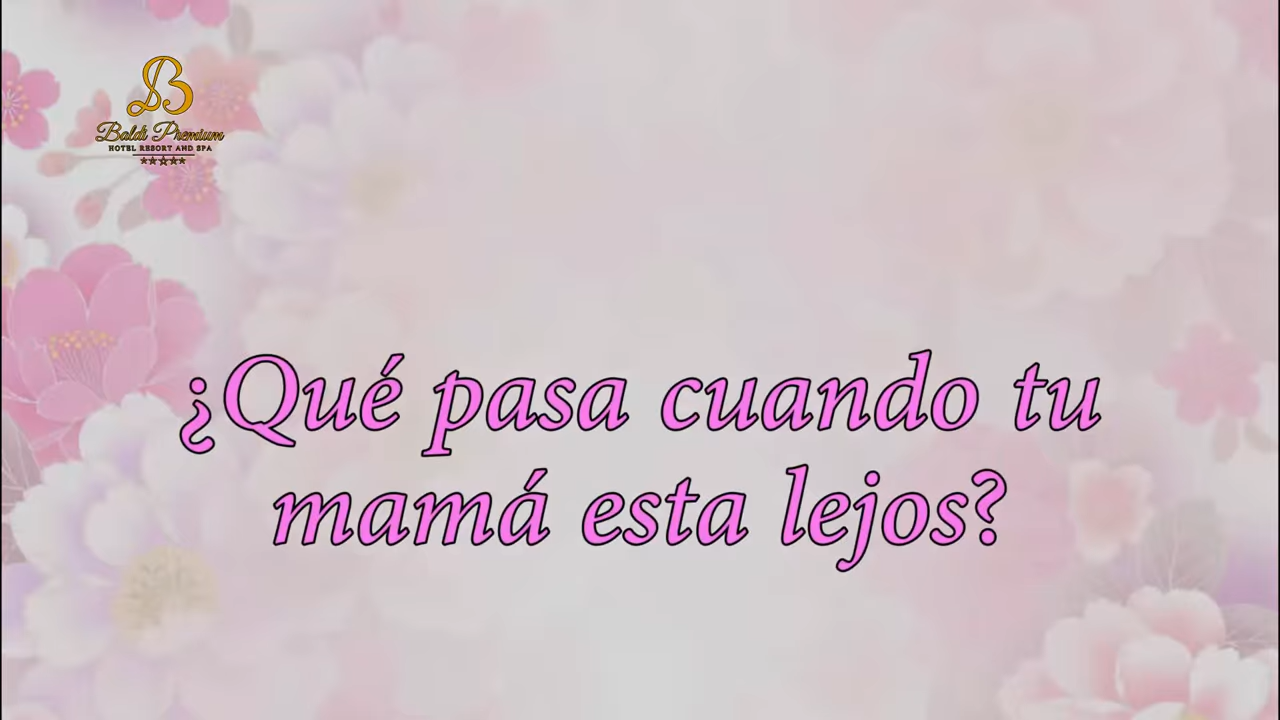 B
Baldi Premium
HOTEL RESORT AND SPA
¿Qué pasa cuando tu
mamá esta lejos?